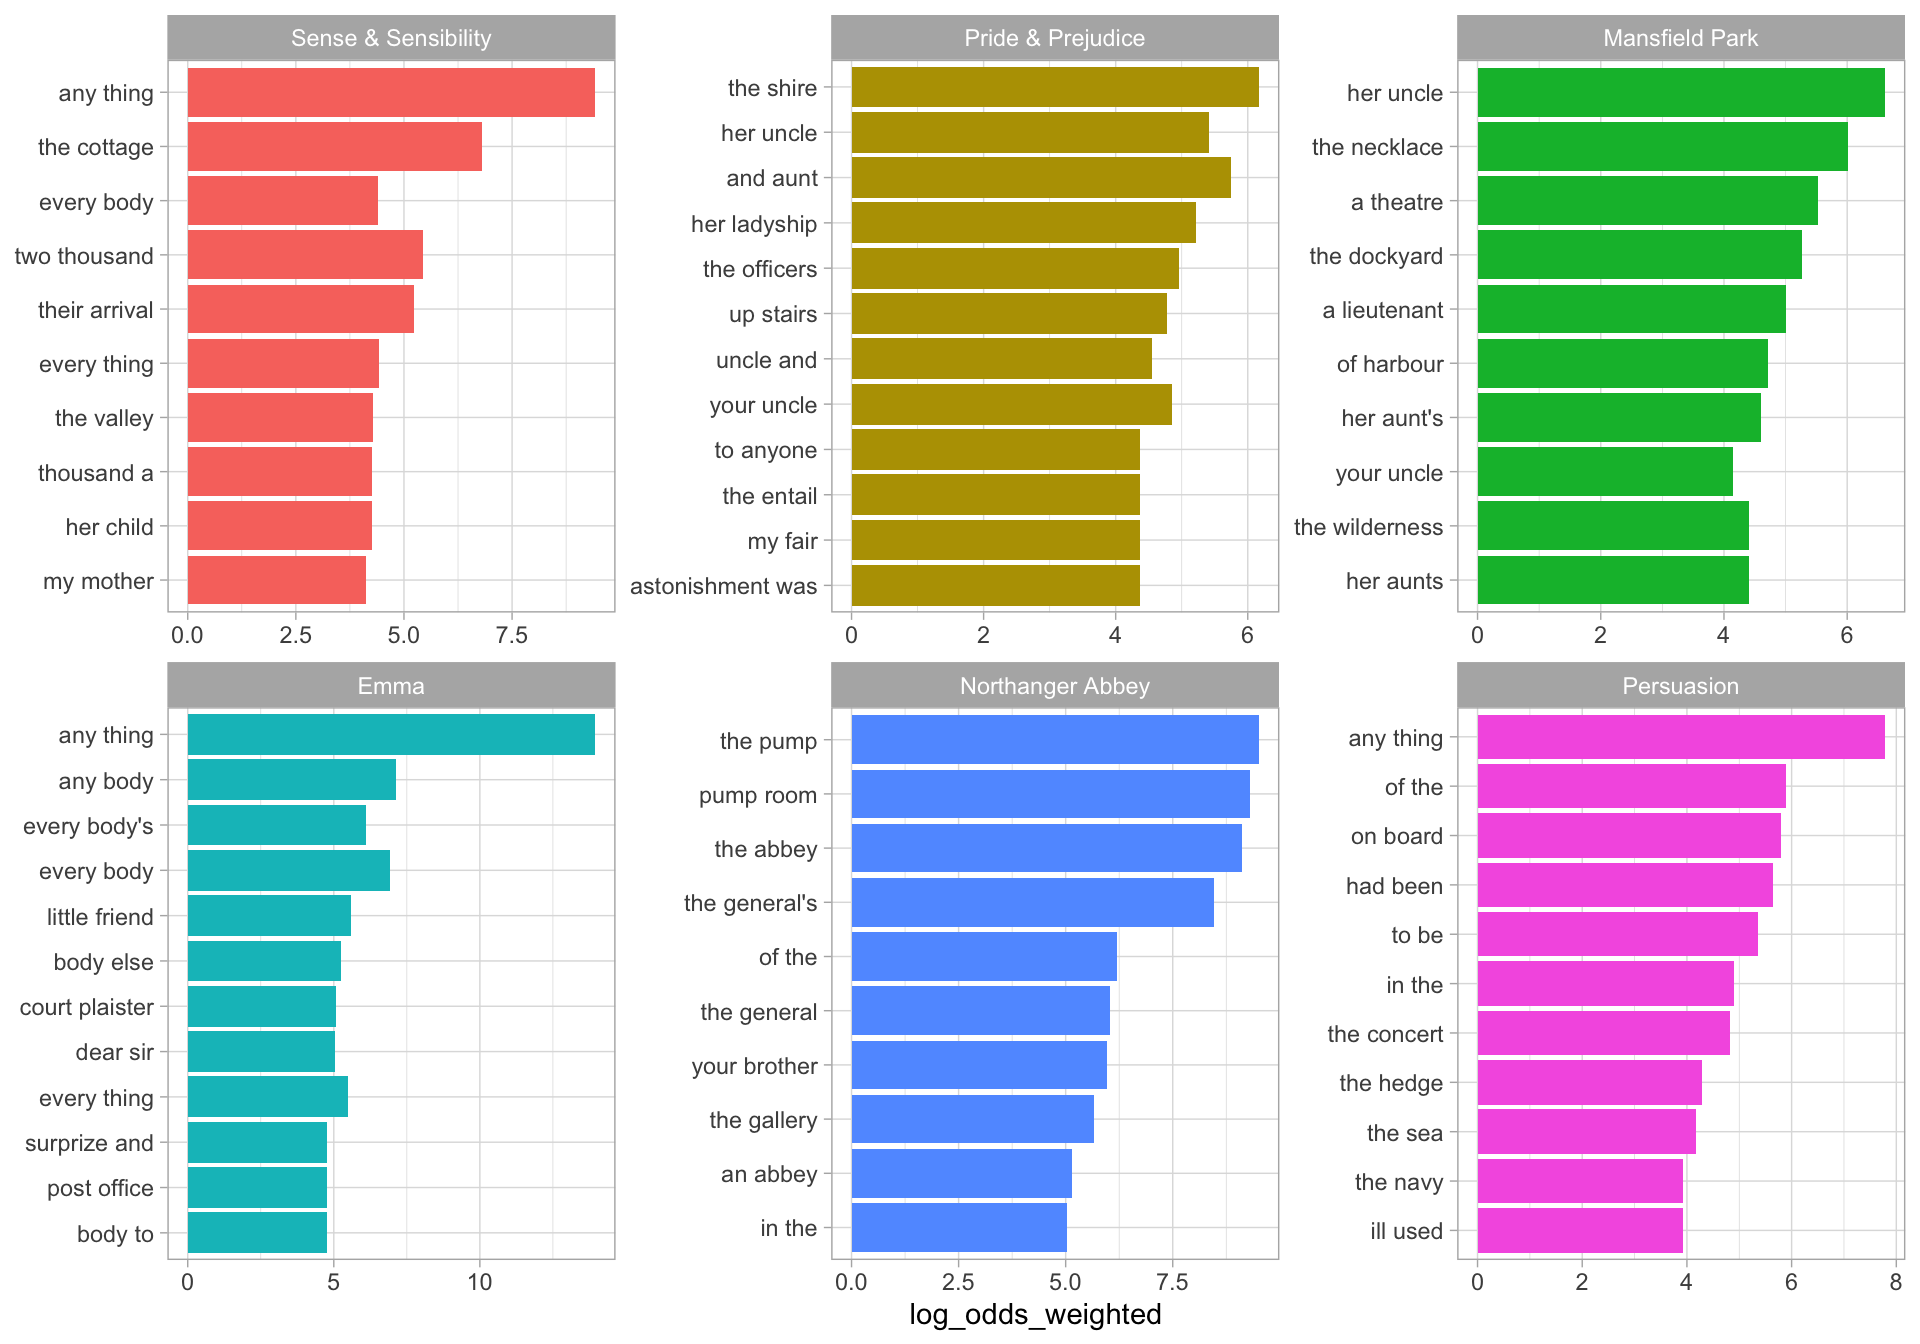 Sense & Sensibility
any thing
the cottage
every body
two thousand
their arrival
every thing
the valley
thousand a
her child
my mother
0.0 2.5 5.0 7.5
Pride & Prejudice
the shire
her uncle
and aunt
her ladyship
the officers
up stairs
uncle and
your uncle
to anyone
the entail
my fair
astonishment was
0 2 4 6
Mansfield Park
her uncle
the necklace
a theatre
the dockyard
a lieutenant
of harbour
her aunt's
your uncle
the wilderness
her aunts
0 2 4 6
Emma
any thing
any body
every body's
every body
little friend
body else
court plaister
dear sir
every thing
surprize and
post office
body to
0 5 10
Northanger Abbey
the pump
pump room
the abbey
the general's
of the
the general
your brother
the gallery
an abbey
in the
0.0 2.5 5.0 7.5
Persuasion
any thing
of the
on board
had been
to be
in the
the concert
the hedge
the sea
the navy
ill used
0 2 4 6 8
log_odds_weighted